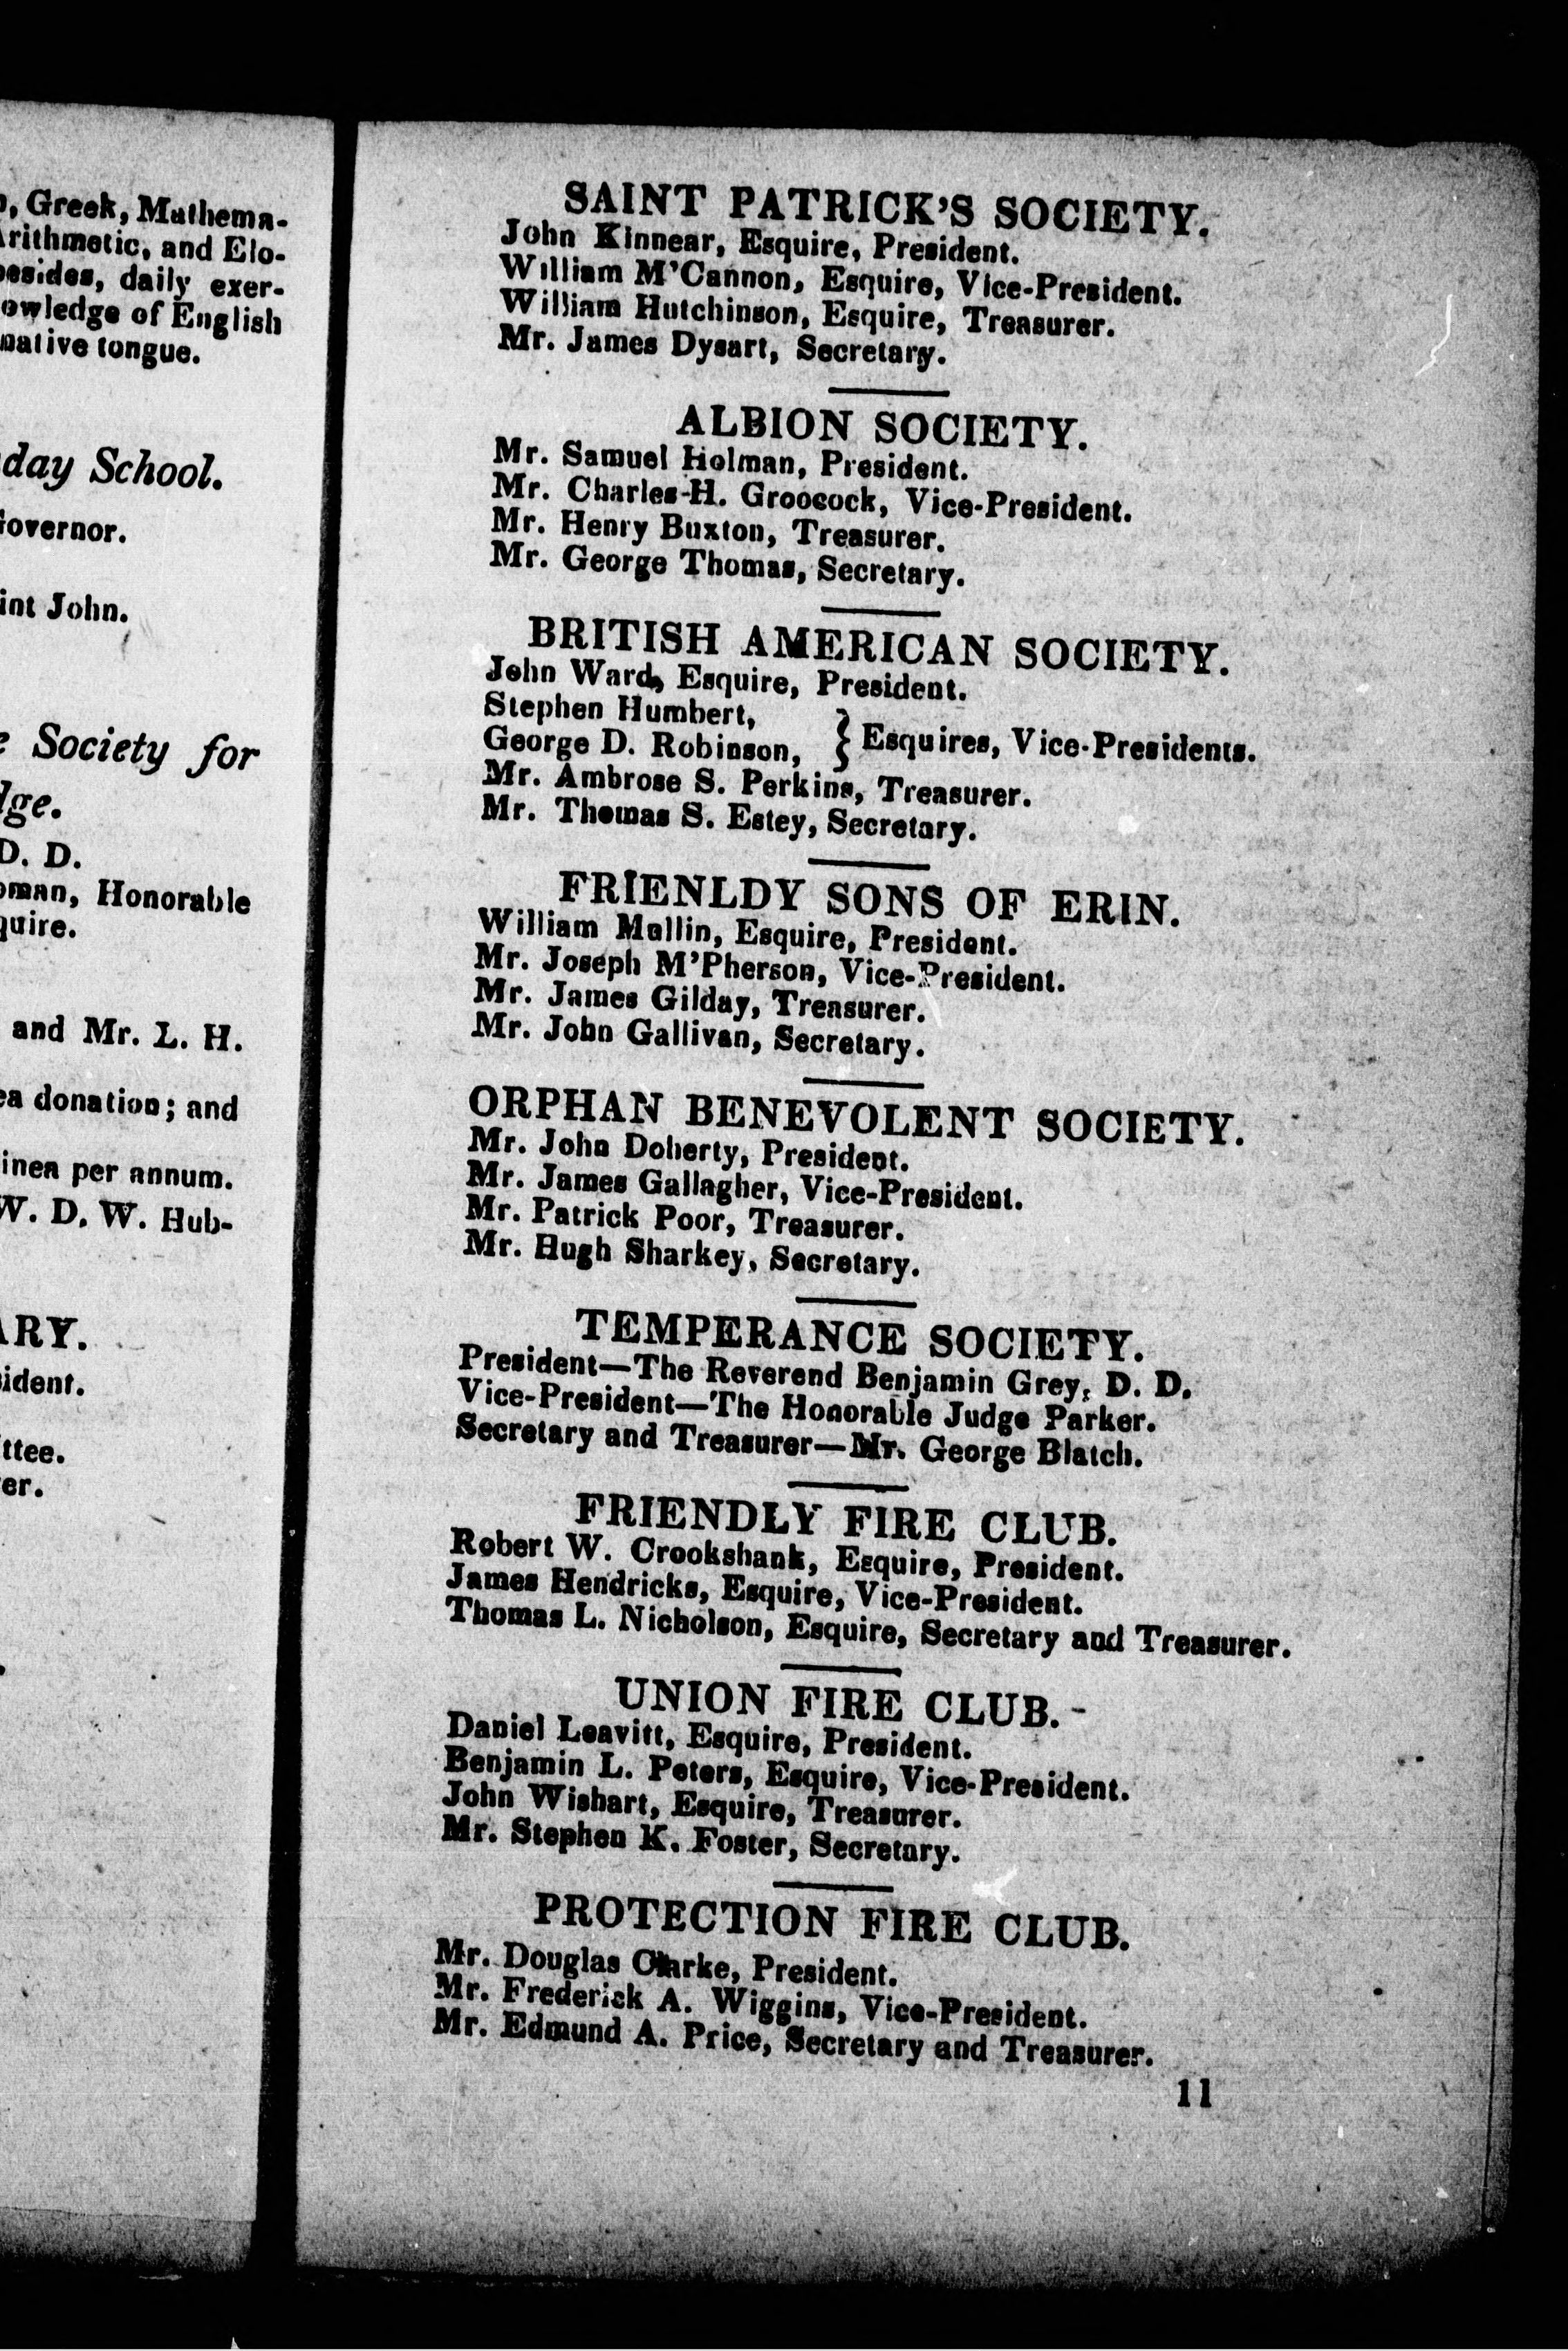 , Greek, Mathema-
rithmetic, and Elo-
besides, daily exer-
owledge of English
native tongue.
day School.
Governor.
int John.
Society for
dge.
D. D.
man, Honorable
quire.
and Mr. L. H.
ea donation; and
inea per annum.
W. D. W. Hub-
ARY.
sident.
ttee.
er.
SAINT PATRICK'S SOCIETY.
John Kinnear, Esquire, President.
William M'Cannon, Esquire, Vice-President.
William Hutchinson, Esquire, Treasurer.
Mr. James Dysart, Secretary.
ALBION SOCIETY.
Mr. Samuel Holman, President.
Mr. Charles H. Groocock, Vice-President.
Mr. Henry Buxton, Treasurer.
Mr. George Thomas, Secretary.
BRITISH AMERICAN SOCIETY.
John Ward, Esquire, President.
Stephen Humbert,
George D. Robinson, } Esquires, Vice-Presidents.
Mr. Ambrose S. Perkins, Treasurer.
Mr. Thomas S. Estey, Secretary.
FRIENLDY SONS OF ERIN.
William Mullin, Esquire, President.
Mr. Joseph M'Pherson, Vice-President.
Mr. James Gilday, Treasurer.
Mr. John Gallivan, Secretary.
ORPHAN BENEVOLENT SOCIETY.
Mr. John Doherty, President.
Mr. James Gallagher, Vice-President.
Mr. Patrick Poor, Treasurer.
Mr. Hugh Sharkey, Secretary.
TEMPERANCE SOCIETY.
President—The Reverend Benjamin Grey, D. D.
Vice-President—The Honorable Judge Parker.
Secretary and Treasurer—Mr. George Blatch.
FRIENDLY FIRE CLUB.
Robert W. Crookshank, Esquire, President.
James Hendricks, Esquire, Vice-President.
Thomas L. Nicholson, Esquire, Secretary and Treasurer.
UNION FIRE CLUB.
Daniel Leavitt, Esquire, President.
Benjamin L. Peters, Esquire, Vice-President.
John Wishart, Esquire, Treasurer.
Mr. Stephen K. Foster, Secretary.
PROTECTION FIRE CLUB.
Mr. Douglas Clarke, President.
Mr. Frederick A. Wiggins, Vice-President.
Mr. Edmund A. Price, Secretary and Treasurer.
11